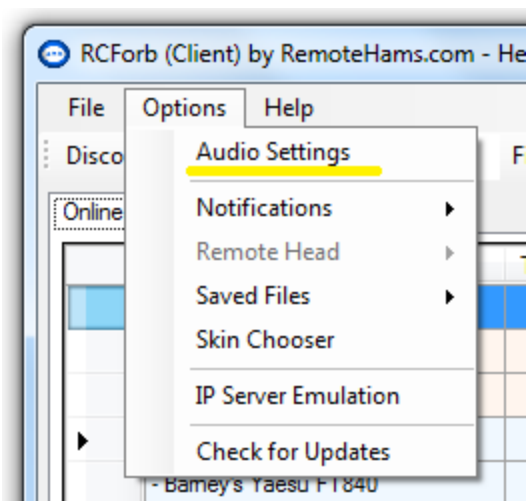 RCForb (Client) by RemoteHams.com - He
File Options Help
Disco
Audio Settings
Online
Notifications
Remote Head
Saved Files
Skin Chooser
IP Server Emulation
Check for Updates
- Barney's Yaesu FT840